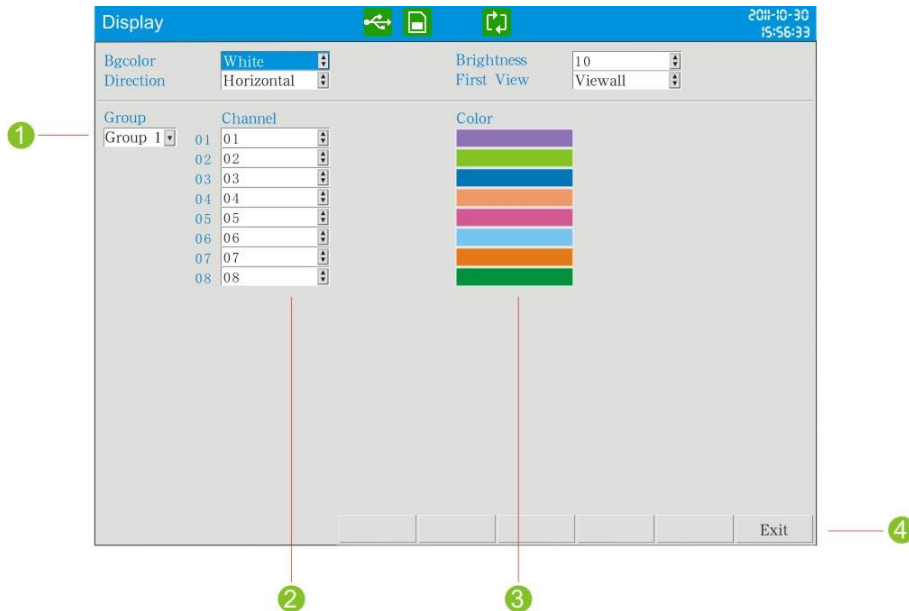 Display
2011-10-30
15:56:33
Bgcolor White Brightness 10
Direction Horizontal First View Viewall
Group Channel Color
1 Group 1 01 01
02 02
03 03
04 04
05 05
06 06
07 07
08 08
Exit 4
2 3